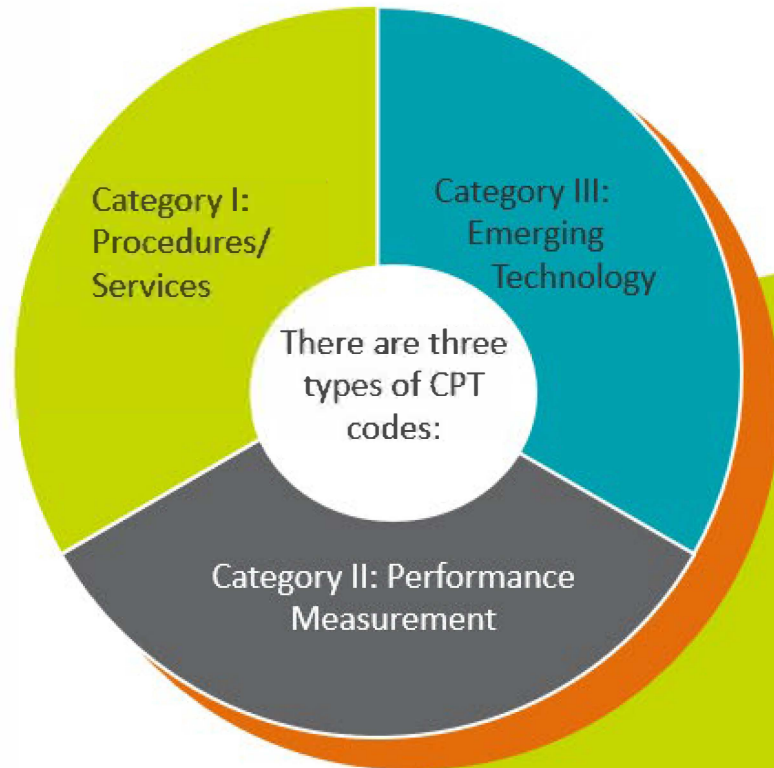 There are three
types of CPT
codes:
Category I:
Procedures/
Services
Category II: Performance
Measurement
Category III:
Emerging
Technology